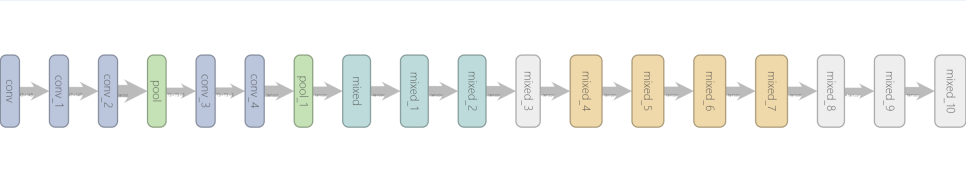 conv
conv_1
conv_2
pool
conv_3
conv_4
pool_1
mixed
mixed_1
mixed_2
mixed_3
mixed_4
mixed_5
mixed_6
mixed_7
mixed_8
mixed_9
mixed_10